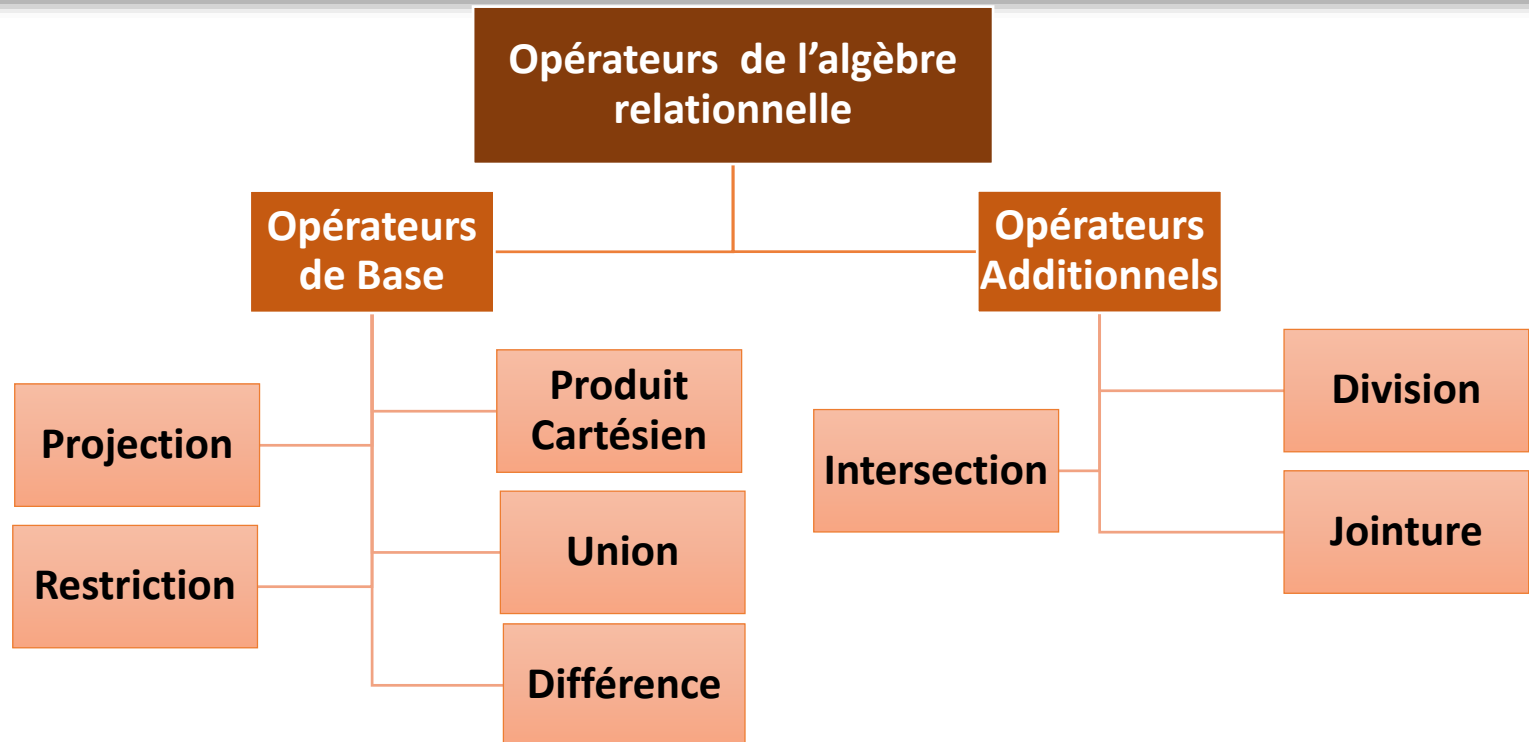 Opérateurs de l’algèbre
relationnelle
Opérateurs
de Base
Opérateurs
Additionnels
Projection
Restriction
Produit
Cartésien
Union
Différence
Intersection
Division
Jointure